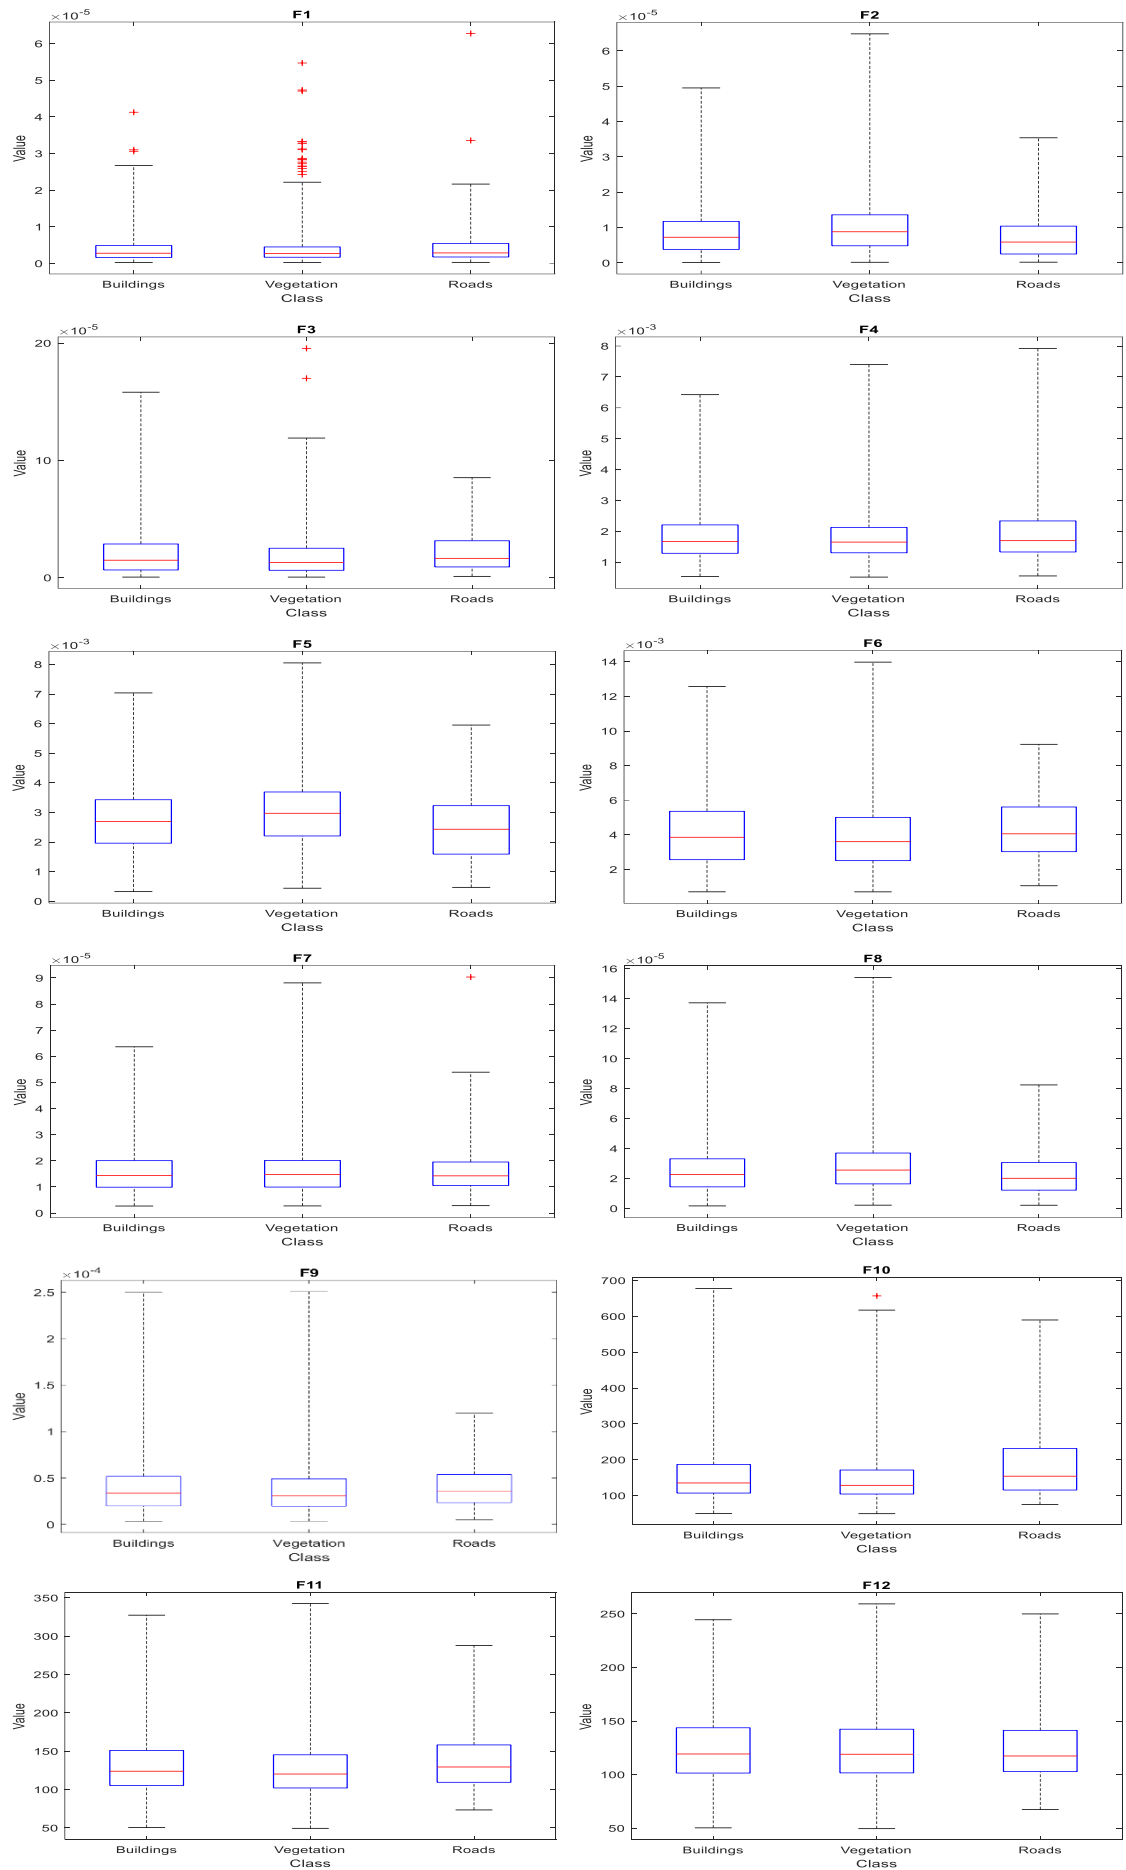 F1
×10-5
6
5
4
3
2
1
0
Value
Buildings Vegetation Roads
Class
F2
×10-5
6
5
4
3
2
1
0
Value
Buildings Vegetation Roads
Class
F3
×10-5
20
10
0
Value
Buildings Vegetation Roads
Class
F4
×10-3
8
7
6
5
4
3
2
1
Value
Buildings Vegetation Roads
Class
F5
×10-3
8
7
6
5
4
3
2
1
0
Value
Buildings Vegetation Roads
Class
F6
×10-3
14
12
10
8
6
4
2
Value
Buildings Vegetation Roads
Class
F7
×10-5
9
8
7
6
5
4
3
2
1
0
Value
Buildings Vegetation Roads
Class
F8
×10-5
16
14
12
10
8
6
4
2
0
Value
Buildings Vegetation Roads
Class
F9
×10-4
2.5
2
1.5
1
0.5
0
Value
Buildings Vegetation Roads
Class
F10
700
600
500
400
300
200
100
Value
Buildings Vegetation Roads
Class
F11
350
300
250
200
150
100
50
Value
Buildings Vegetation Roads
Class
F12
250
200
150
100
50
Value
Buildings Vegetation Roads
Class